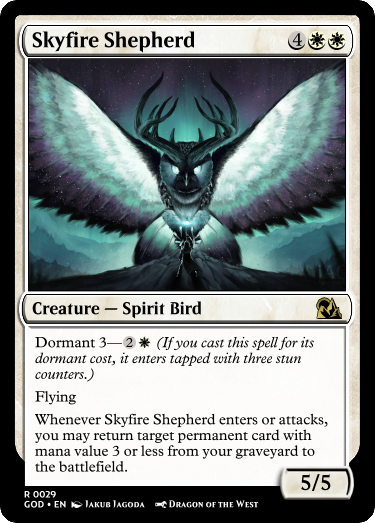 Skyfire Shepherd 4
Creature — Spirit Bird
Dormant 3—2 (If you cast this spell for its
dormant cost, it enters tapped with three stun
counters.)
Flying
Whenever Skyfire Shepherd enters or attacks,
you may return target permanent card with
mana value 3 or less from your graveyard to
the battlefield.
5/5
R 0029
GOD • EN Jakub Jagoda Dragon of the West